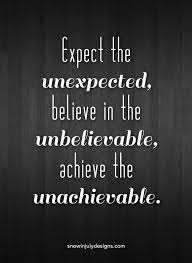 Expect the
unexpected,
believe in the
unbelievable,
achieve the
unachievable.
snowinjulydesigns.com